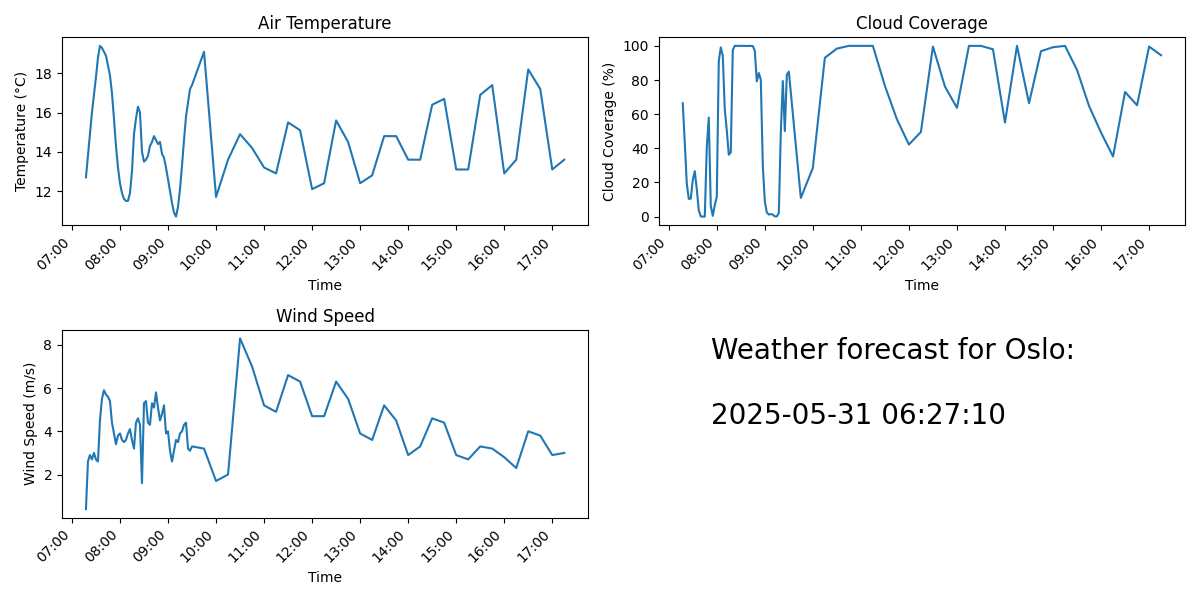 Air Temperature
Temperature (°C)
18
16
14
12
07:00 08:00 09:00 10:00 11:00 12:00 13:00 14:00 15:00 16:00 17:00
Time
Cloud Coverage
Cloud Coverage (%)
100
80
60
40
20
0
07:00 08:00 09:00 10:00 11:00 12:00 13:00 14:00 15:00 16:00 17:00
Time
Wind Speed
Wind Speed (m/s)
8
6
4
2
07:00 08:00 09:00 10:00 11:00 12:00 13:00 14:00 15:00 16:00 17:00
Time
Weather forecast for Oslo:
2025-05-31 06:27:10